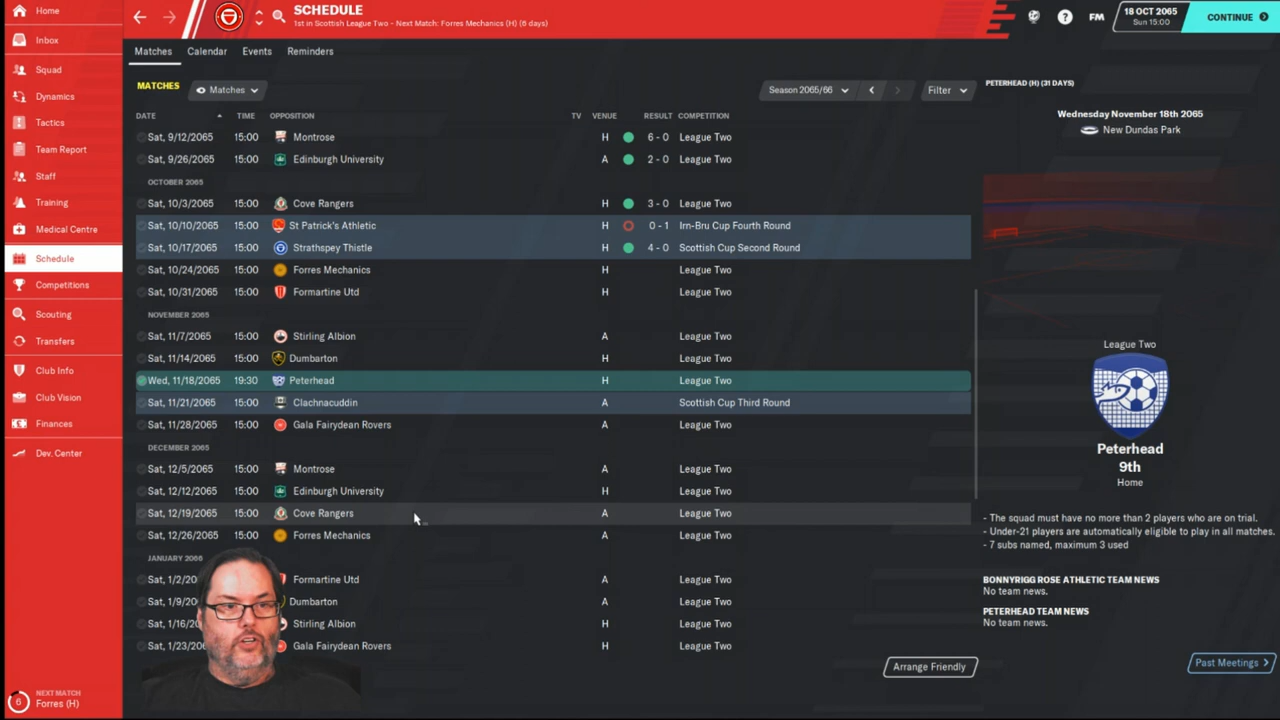 Home
Inbox
Squad
Dynamics
Tactics
Team Report
Staff
Training
Medical Centre
Schedule
Competitions
Scouting
Transfers
Club Info
Club Vision
Finances
Dev. Center
6
NEXT MATCH
Forres (H)
SCHEDULE
1st in Scottish League Two - Next Match: Forres Mechanics (H) (6 days)
FM
18 OCT 2065
Sun 15:00
CONTINUE
Matches Calendar Events Reminders
MATCHES
Matches
Season 2065/66
Filter
DATE TIME OPPOSITION TV VENUE RESULT COMPETITION
Sat, 9/12/2065 15:00 Montrose H 6 - 0 League Two
Sat, 9/26/2065 15:00 Edinburgh University A 2 - 0 League Two
OCTOBER 2065
Sat, 10/3/2065 15:00 Cove Rangers H 3 - 0 League Two
Sat, 10/10/2065 15:00 St Patrick's Athletic H 0 - 1 Irn-Bru Cup Fourth Round
Sat, 10/17/2065 15:00 Strathspey Thistle H 4 - 0 Scottish Cup Second Round
Sat, 10/24/2065 15:00 Forres Mechanics H League Two
Sat, 10/31/2065 15:00 Formartine Utd H League Two
NOVEMBER 2065
Sat, 11/7/2065 15:00 Stirling Albion A League Two
Sat, 11/14/2065 15:00 Dumbarton H League Two
Wed, 11/18/2065 19:30 Peterhead H League Two
Sat, 11/21/2065 15:00 Clachnacuddin A Scottish Cup Third Round
Sat, 11/28/2065 15:00 Gala Fairydean Rovers A League Two
DECEMBER 2065
Sat, 12/5/2065 15:00 Montrose A League Two
Sat, 12/12/2065 15:00 Edinburgh University H League Two
Sat, 12/19/2065 15:00 Cove Rangers A League Two
Sat, 12/26/2065 15:00 Forres Mechanics A League Two
JANUARY 2066
Sat, 1/2/20 Formartine Utd A League Two
Sat, 1/9/20 Dumbarton A League Two
Sat, 1/16/20 Stirling Albion H League Two
Sat, 1/23/20 Gala Fairydean Rovers H League Two
Arrange Friendly
PETERHEAD (H) (31 DAYS)
Wednesday November 18th 2065
New Dundas Park
League Two
Peterhead
9th
Home
- The squad must have no more than 2 players who are on trial.
- Under-21 players are automatically eligible to play in all matches.
- 7 subs named, maximum 3 used
BONNYRIGG ROSE ATHLETIC TEAM NEWS
No team news.
PETERHEAD TEAM NEWS
No team news.
Past Meetings